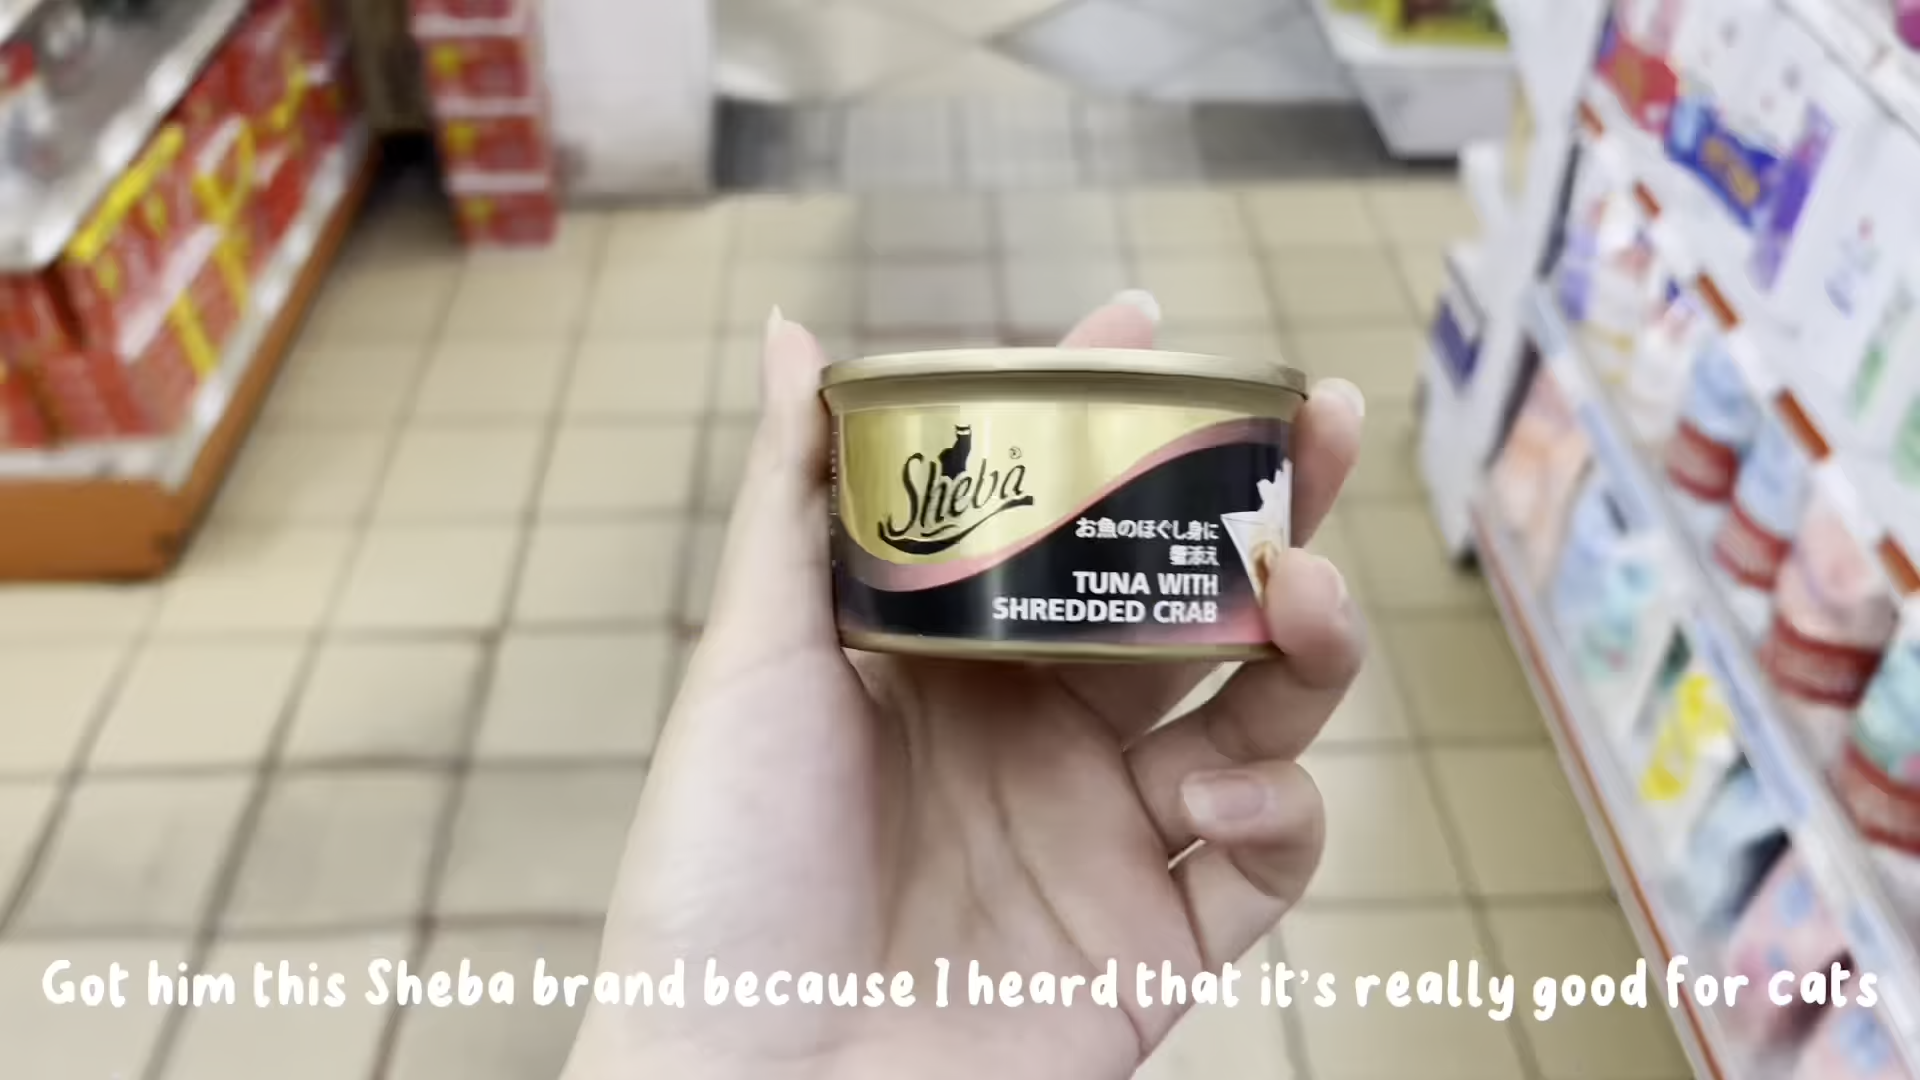 Sheba
お魚のほぐし身に
蟹添え
TUNA WITH
SHREDDED CRAB
Got him this Sheba brand because I heard that it's really good for cats